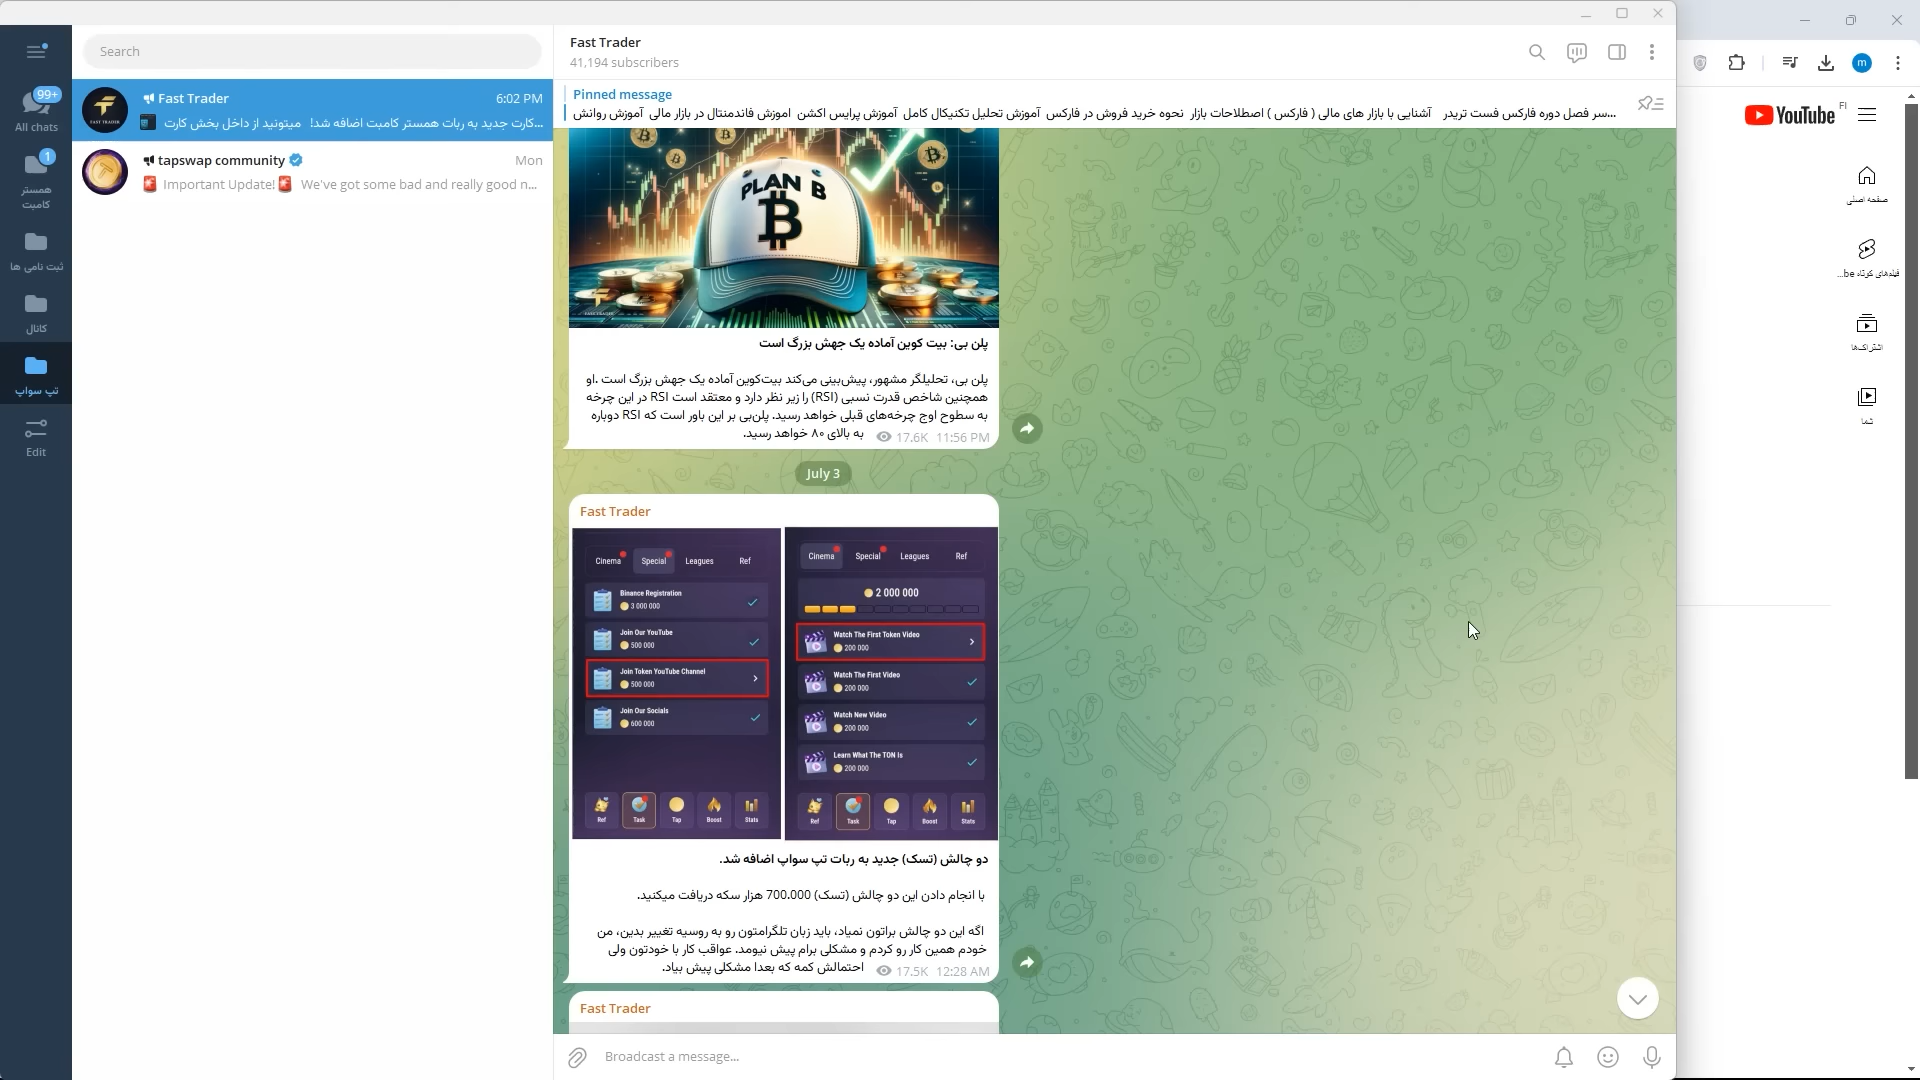 Search
All chats
99+
همستر
کامبت
1
ثبت نامی ها
کانال
تپ سواپ
Edit
Fast Trader
6:02 PM
کارت جدید به ربات همستر کامبت اضافه شد! میتونید از داخل بخش کارت...
tapswap community
Mon
🚨 Important Update!🚨 We've got some bad and really good n...
Fast Trader
41,194 subscribers
Pinned message
سر فصل دوره فارکس فست تریدر آشنایی با بازار های مالی ( فارکس ) اصطلاحات بازار نحوه خرید فروش در فارکس آموزش تحلیل تکنیکال کامل آموزش پرایس اکشن اموزش فاندمنتال در بازار مالی آموزش روانش...
PLAN B
پلن بی: بیت کوین آماده یک جهش بزرگ است
پلن بی، تحلیلگر مشهور، پیش‌بینی می‌کند بیت‌کوین آماده یک جهش بزرگ است .او
همچنین شاخص قدرت نسبی (RSI) را زیر نظر دارد و معتقد است RSI در این چرخه
به سطوح اوج چرخه‌های قبلی خواهد رسید. پلن‌بی بر این باور است که RSI دوباره
به بالای ۸۰ خواهد رسید.
17.6K 11:56 PM
July 3
Fast Trader
Cinema Special Leagues Ref
Binance Registration
3 000 000
Join Our YouTube
500 000
Join Token YouTube Channel
500 000
Join Our Socials
600 000
Ref Task Tap Boost Stats
Cinema Special Leagues Ref
2 000 000
Watch The First Token Video
200 000
Watch The First Video
200 000
Watch New Video
200 000
Learn What The TON Is
200 000
Ref Task Tap Boost Stats
دو چالش (تسک) جدید به ربات تپ سواپ اضافه شد.
با انجام دادن این دو چالش (تسک) 700.000 هزار سکه دریافت میکنید.
اگه این دو چالش براتون نمیاد، باید زبان تلگرامتون رو به روسیه تغییر بدین، من
خودم همین کار رو کردم و مشکلی برام پیش نیومد. عواقب کار با خودتون ولی
احتمالش کمه که بعدا مشکلی پیش بیاد.
17.5K 12:28 AM
Fast Trader
Broadcast a message...
m
YouTube FI
صفحه اصلی
فیلم‌های کوتاه be...
اشتراک‌ها
شما